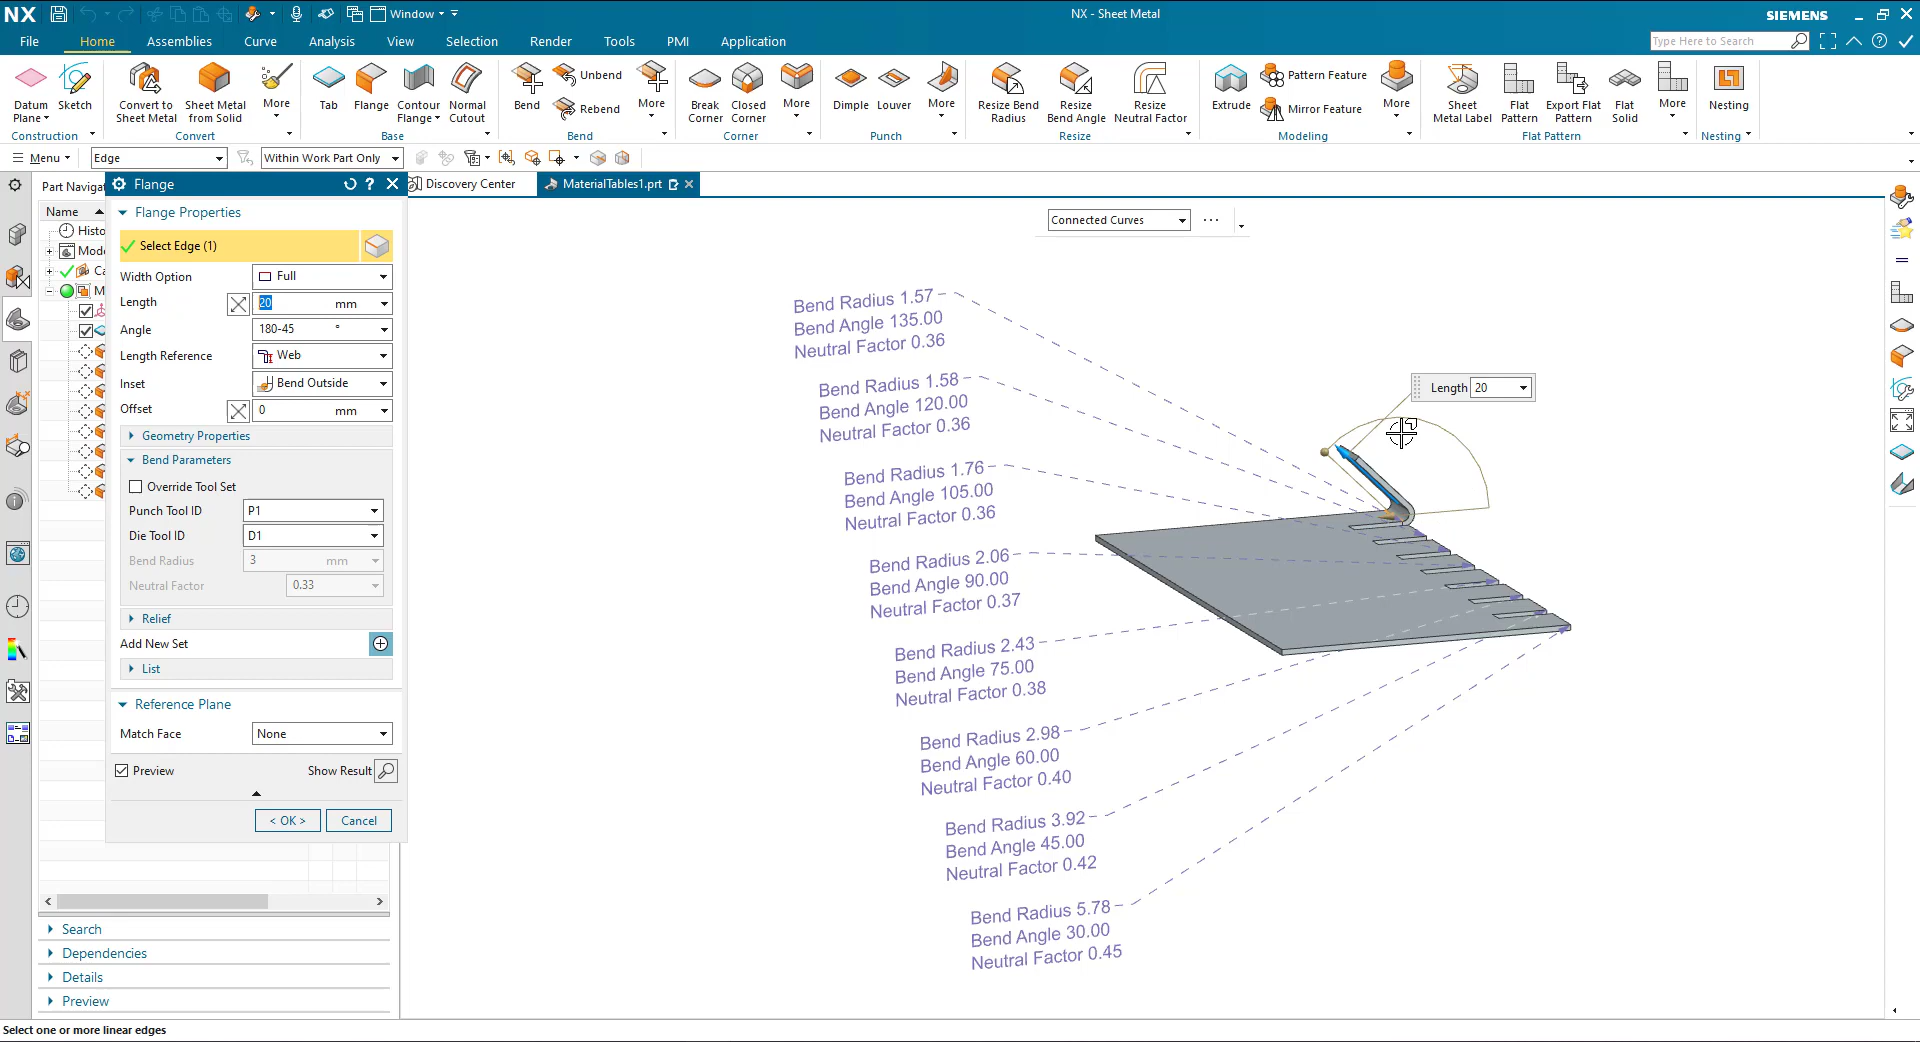 NX
Window
NX - Sheet Metal
SIEMENS
File
Home
Assemblies
Curve
Analysis
View
Selection
Render
Tools
PMI
Application
Type Here to Search
Datum
Plane
Sketch
Construction
Convert to
Sheet Metal
Sheet Metal
from Solid
More
Convert
Tab
Flange
Contour
Flange
Normal
Cutout
Base
Bend
Unbend
Rebend
More
Bend
Break
Corner
Closed
Corner
More
Corner
Dimple
Louver
More
Punch
Resize Bend
Radius
Resize
Bend Angle
Resize
Neutral Factor
Resize
Extrude
Pattern Feature
Mirror Feature
More
Modeling
Sheet
Metal Label
Flat
Pattern
Export Flat
Pattern
Flat
Solid
More
Flat Pattern
Nesting
Nesting
Menu
Edge
Within Work Part Only
Part Navigat
Flange
Discovery Center
MaterialTables1.prt
Name
Histo
Mode
Ca
M
Flange Properties
Select Edge (1)
Width Option
Full
Length
20 mm
Angle
180-45 °
Length Reference
Web
Inset
Bend Outside
Offset
0 mm
Geometry Properties
Bend Parameters
Override Tool Set
Punch Tool ID
P1
Die Tool ID
D1
Bend Radius
3 mm
Neutral Factor
0.33
Relief
Add New Set
List
Reference Plane
Match Face
None
Preview
Show Result
< OK >
Cancel
Search
Dependencies
Details
Preview
Select one or more linear edges
Connected Curves
Length 20
Bend Radius 1.57
Bend Angle 135.00
Neutral Factor 0.36
Bend Radius 1.58
Bend Angle 120.00
Neutral Factor 0.36
Bend Radius 1.76
Bend Angle 105.00
Neutral Factor 0.36
Bend Radius 2.06
Bend Angle 90.00
Neutral Factor 0.37
Bend Radius 2.43
Bend Angle 75.00
Neutral Factor 0.38
Bend Radius 2.98
Bend Angle 60.00
Neutral Factor 0.40
Bend Radius 3.92
Bend Angle 45.00
Neutral Factor 0.42
Bend Radius 5.78
Bend Angle 30.00
Neutral Factor 0.45